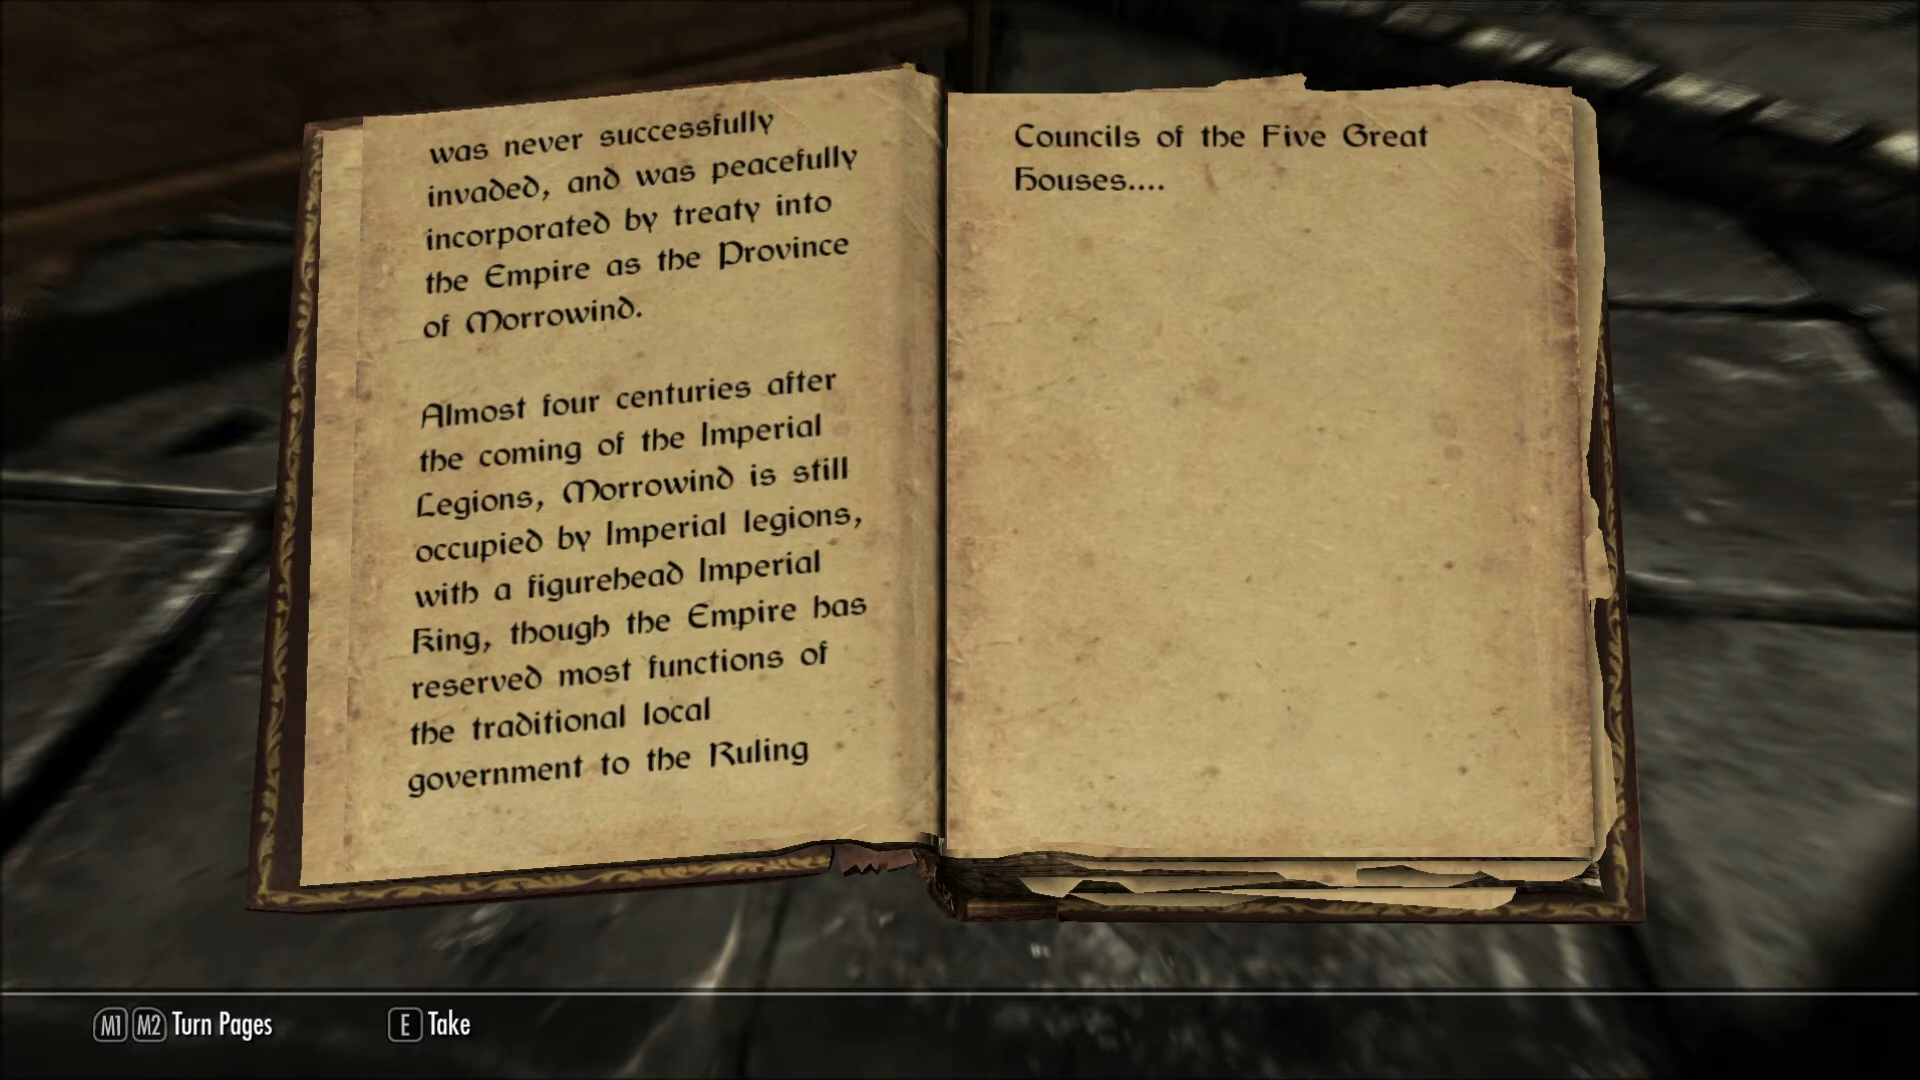 was never successfully
invaded, and was peacefully
incorporated by treaty into
the Empire as the Province
of Morrowind.
Almost four centuries after
the coming of the Imperial
Legions, Morrowind is still
occupied by Imperial legions,
with a figurehead Imperial
King, though the Empire has
reserved most functions of
the traditional local
government to the Ruling
Councils of the Five Great
Houses....
M1 M2 Turn Pages
E Take